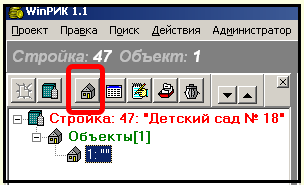 WinРИК 1.1
Проект Правка Поиск Действия Администратор
Стройка: 47 Объект: 1
Стройка: 47: "Детский сад № 18"
Объекты[1]
1: ""